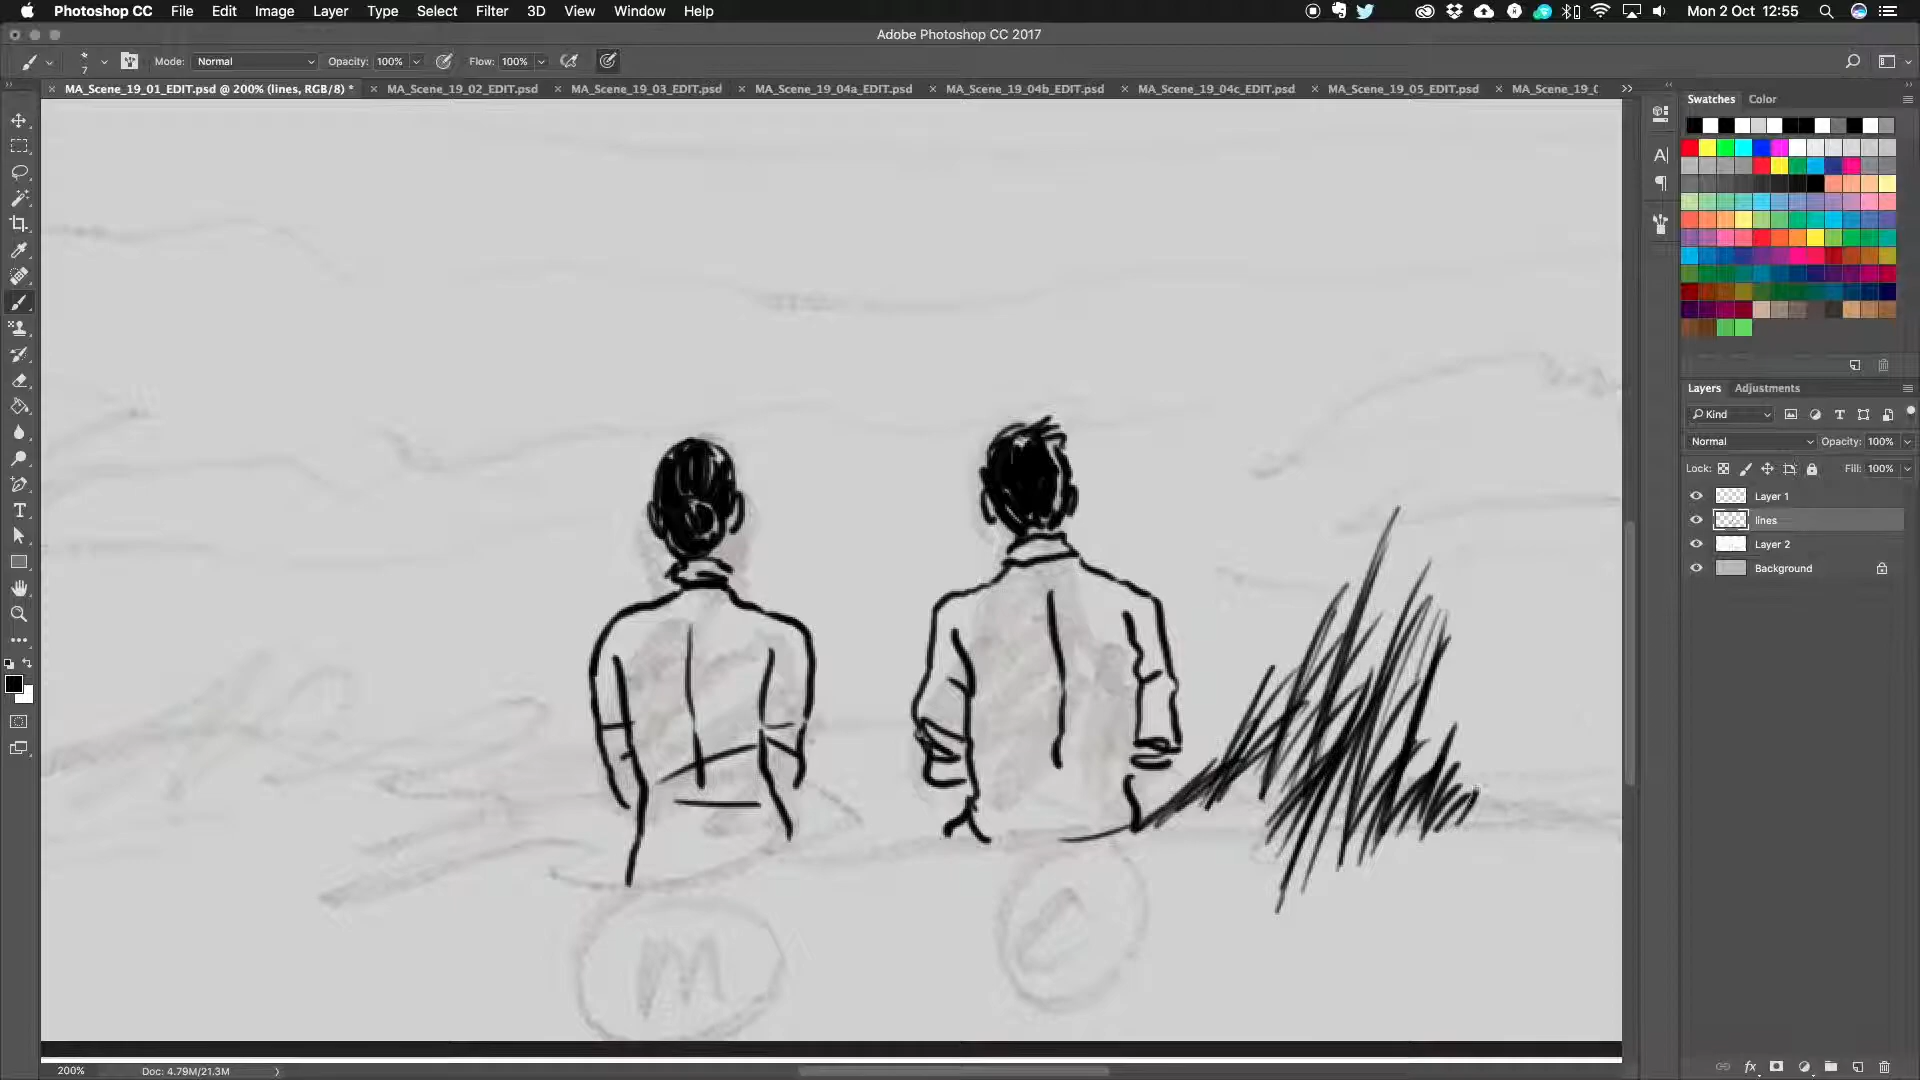 Photoshop CC File Edit Image Layer Type Select Filter 3D View Window Help Mon 2 Oct 12:55
Adobe Photoshop CC 2017
7 Mode: Normal Opacity: 100% Flow: 100%
MA_Scene_19_01_EDIT.psd @ 200% (lines, RGB/8) * MA_Scene_19_02_EDIT.psd MA_Scene_19_03_EDIT.psd MA_Scene_19_04a_EDIT.psd MA_Scene_19_04b_EDIT.psd MA_Scene_19_04c_EDIT.psd MA_Scene_19_05_EDIT.psd MA_Scene_19_
Swatches Color
Layers Adjustments
Kind
Normal Opacity: 100%
Lock: Fill: 100%
Layer 1
lines
Layer 2
Background
M
200% Doc: 4.79M/21.3M